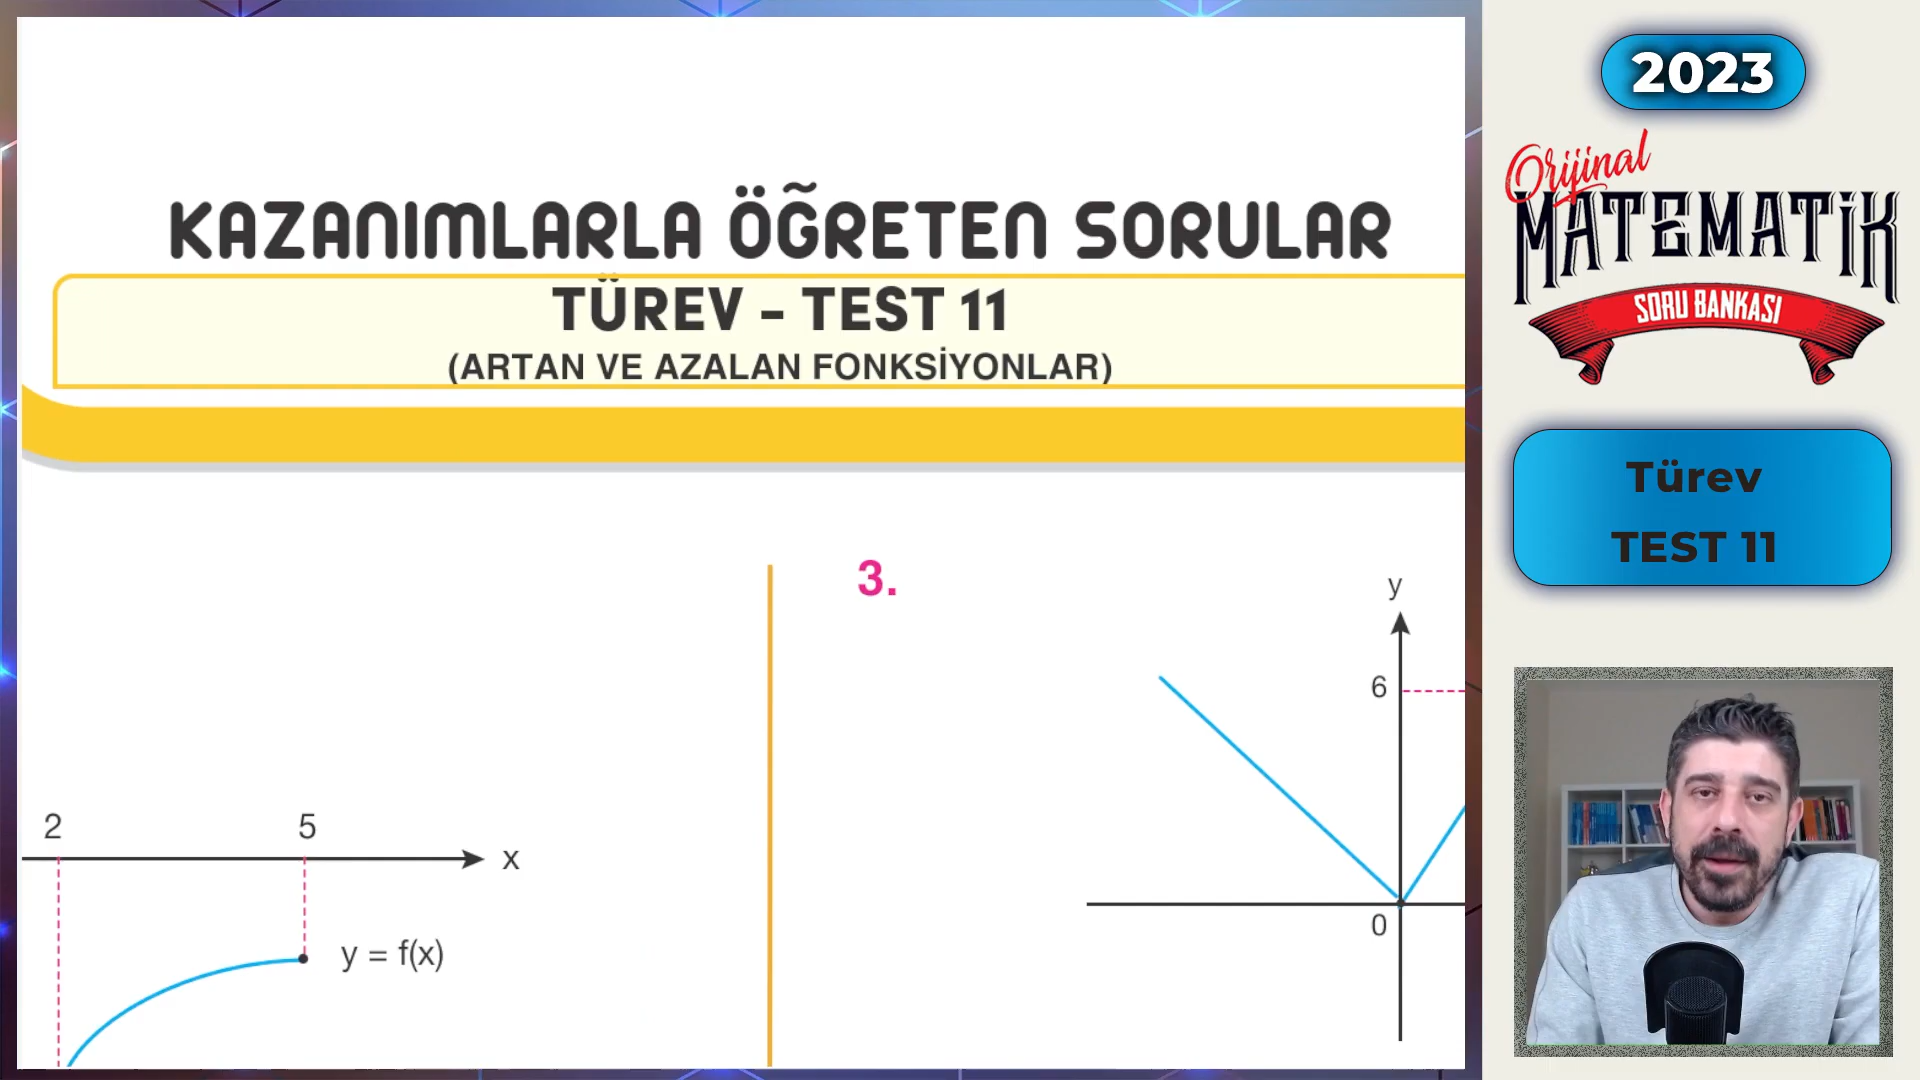 KAZANIMLARLA ÖĞRETEN SORULAR
TÜREV - TEST 11
(ARTAN VE AZALAN FONKSİYONLAR)
2
5
x
y = f(x)
3.
y
6
0
2023
Orijinal
MATEMATİK
SORU BANKASI
Türev
TEST 11